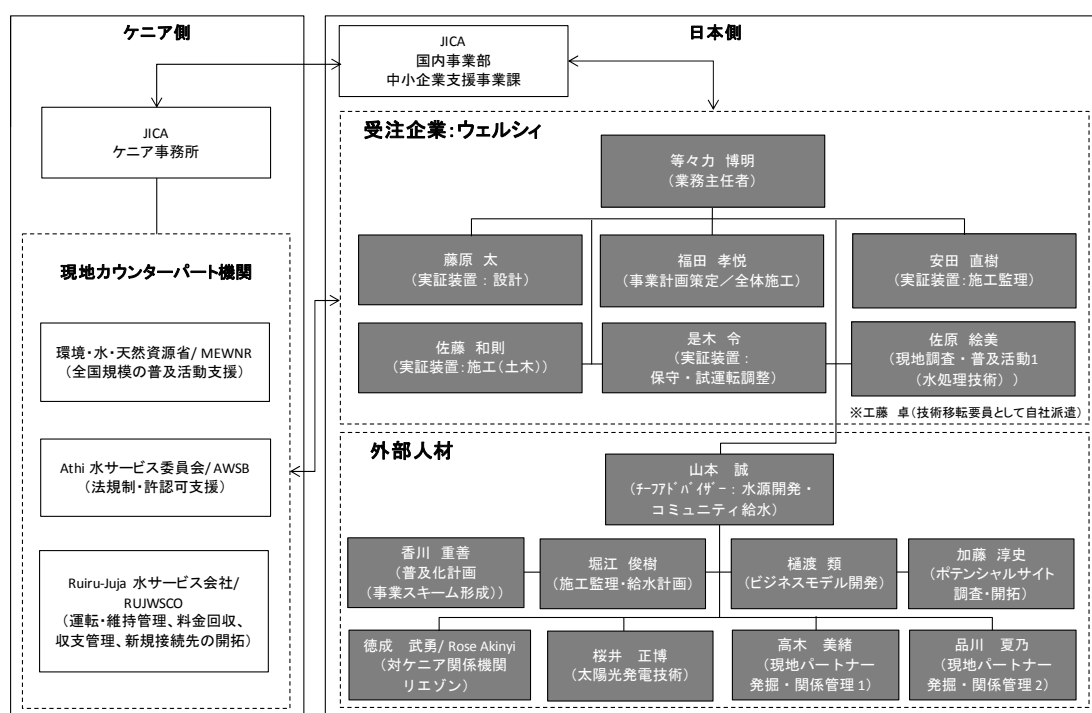 ケニア側
JICA
ケニア事務所
現地カウンターパート機関
環境・水・天然資源省/ MEWNR
(全国規模の普及活動支援)
Athi 水サービス委員会/ AWSB
(法規制・許認可支援)
Ruiru-Juja 水サービス会社/
RUJWSCO
(運転・維持管理、料金回収、
収支管理、新規接続先の開拓)
日本側
JICA
国内事業部
中小企業支援事業課
受注企業:ウェルシィ
等々力 博明
(業務主任者)
藤原 太
(実証装置:設計)
福田 孝悦
(事業計画策定/全体施工)
安田 直樹
(実証装置:施工監理)
佐藤 和則
(実証装置:施工(土木))
是木 令
(実証装置:
保守・試運転調整)
佐原 絵美
(現地調査・普及活動1
(水処理技術))
※工藤 卓(技術移転要員として自社派遣)
外部人材
山本 誠
(チーフアドバイザー:水源開発・
コミュニティ給水)
香川 重善
(普及化計画
(事業スキーム形成))
堀江 俊樹
(施工監理・給水計画)
樋渡 類
(ビジネスモデル開発)
加藤 淳史
(ポテンシャルサイト
調査・開拓)
徳成 武勇/ Rose Akinyi
(対ケニア関係機関
リエゾン)
桜井 正博
(太陽光発電技術)
高木 美緒
(現地パートナー
発掘・関係管理 1)
品川 夏乃
(現地パートナー
発掘・関係管理 2)